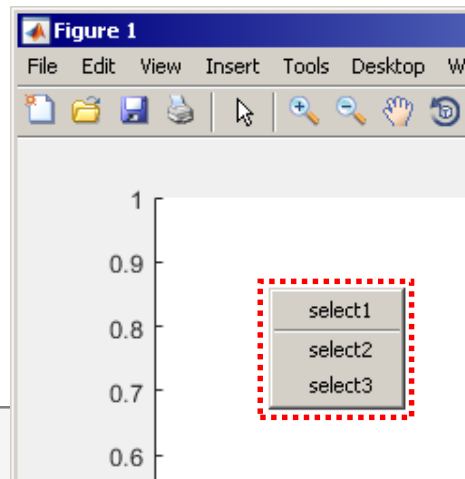 Figure 1
File Edit View Insert Tools Desktop W
1
0.9
select1
0.8
select2
select3
0.7
0.6